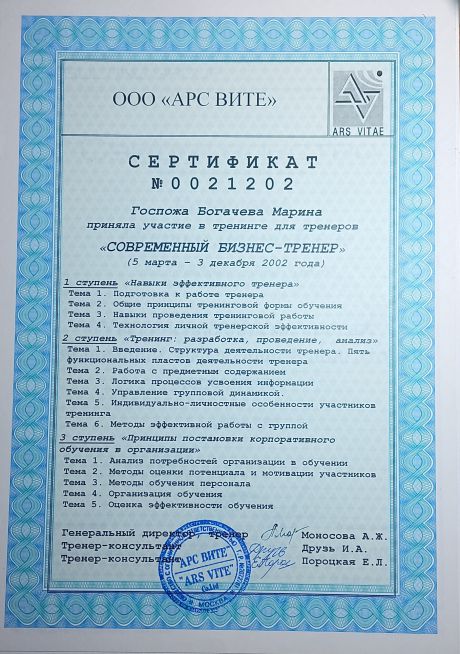 ООО «АРС ВИТЕ»
ARS VITAE
СЕРТИФИКАТ
№0021202
Госпожа Богачева Марина
приняла участие в тренинге для тренеров
«СОВРЕМЕННЫЙ БИЗНЕС-ТРЕНЕР»
(5 марта – 3 декабря 2002 года)
1 ступень «Навыки эффективного тренера»
Тема 1. Подготовка к работе тренера
Тема 2. Общие принципы тренинговой формы обучения
Тема 3. Навыки проведения тренинговой работы
Тема 4. Технология личной тренерской эффективности
2 ступень «Тренинг: разработка, проведение, анализ»
Тема 1. Введение. Структура деятельности тренера. Пять
функциональных пластов деятельности тренера
Тема 2. Работа с предметным содержанием
Тема 3. Логика процессов усвоения информации
Тема 4. Управление групповой динамикой.
Тема 5. Индивидуально-личностные особенности участников
тренинга
Тема 6. Методы эффективной работы с группой
3 ступень «Принципы постановки корпоративного
обучения в организации»
Тема 1. Анализ потребностей организации в обучении
Тема 2. Методы оценки потенциала и мотивации участников
Тема 3. Методы обучения персонала
Тема 4. Организация обучения
Тема 5. Оценка эффективности обучения
Генеральный директор, тренер Моносова А.Ж.
Тренер-консультант Друзь И.А.
Тренер-консультант Пороцкая Е.Л.
"АРС ВИТЕ"
"ARS VITE"
Co Ltd
МОСКВА